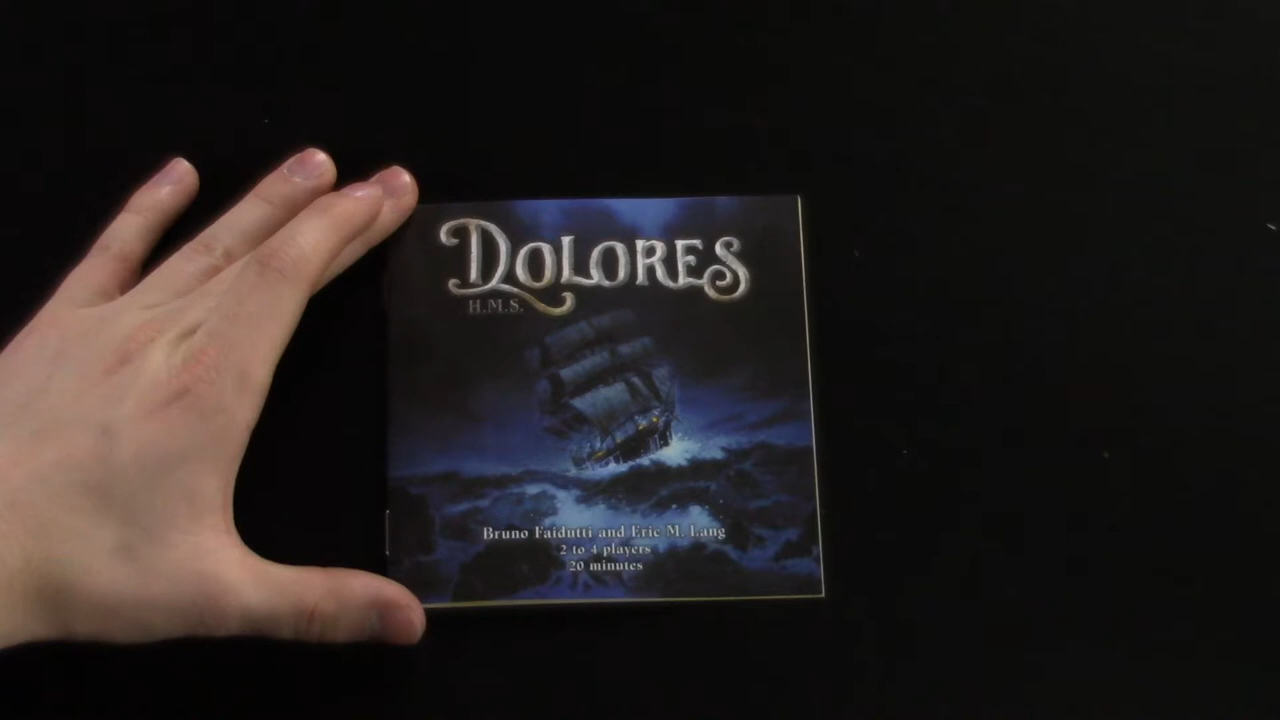 DOLORES
H.M.S.
Bruno Faidutti and Eric M. Lang
2 to 4 players
20 minutes